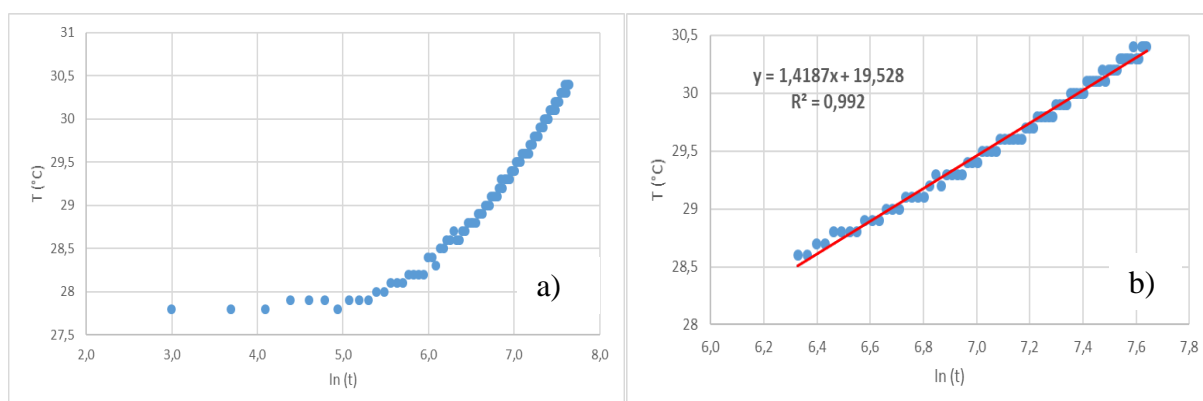 31
30,5
30
29,5
29
28,5
28
27,5
2,0 3,0 4,0 5,0 6,0 7,0 8,0
T (°C)
ln (t)
a)
30,5
30
29,5
29
28,5
28
6,0 6,2 6,4 6,6 6,8 7,0 7,2 7,4 7,6 7,8
T (°C)
ln (t)
y = 1,4187x + 19,528
R² = 0,992
b)